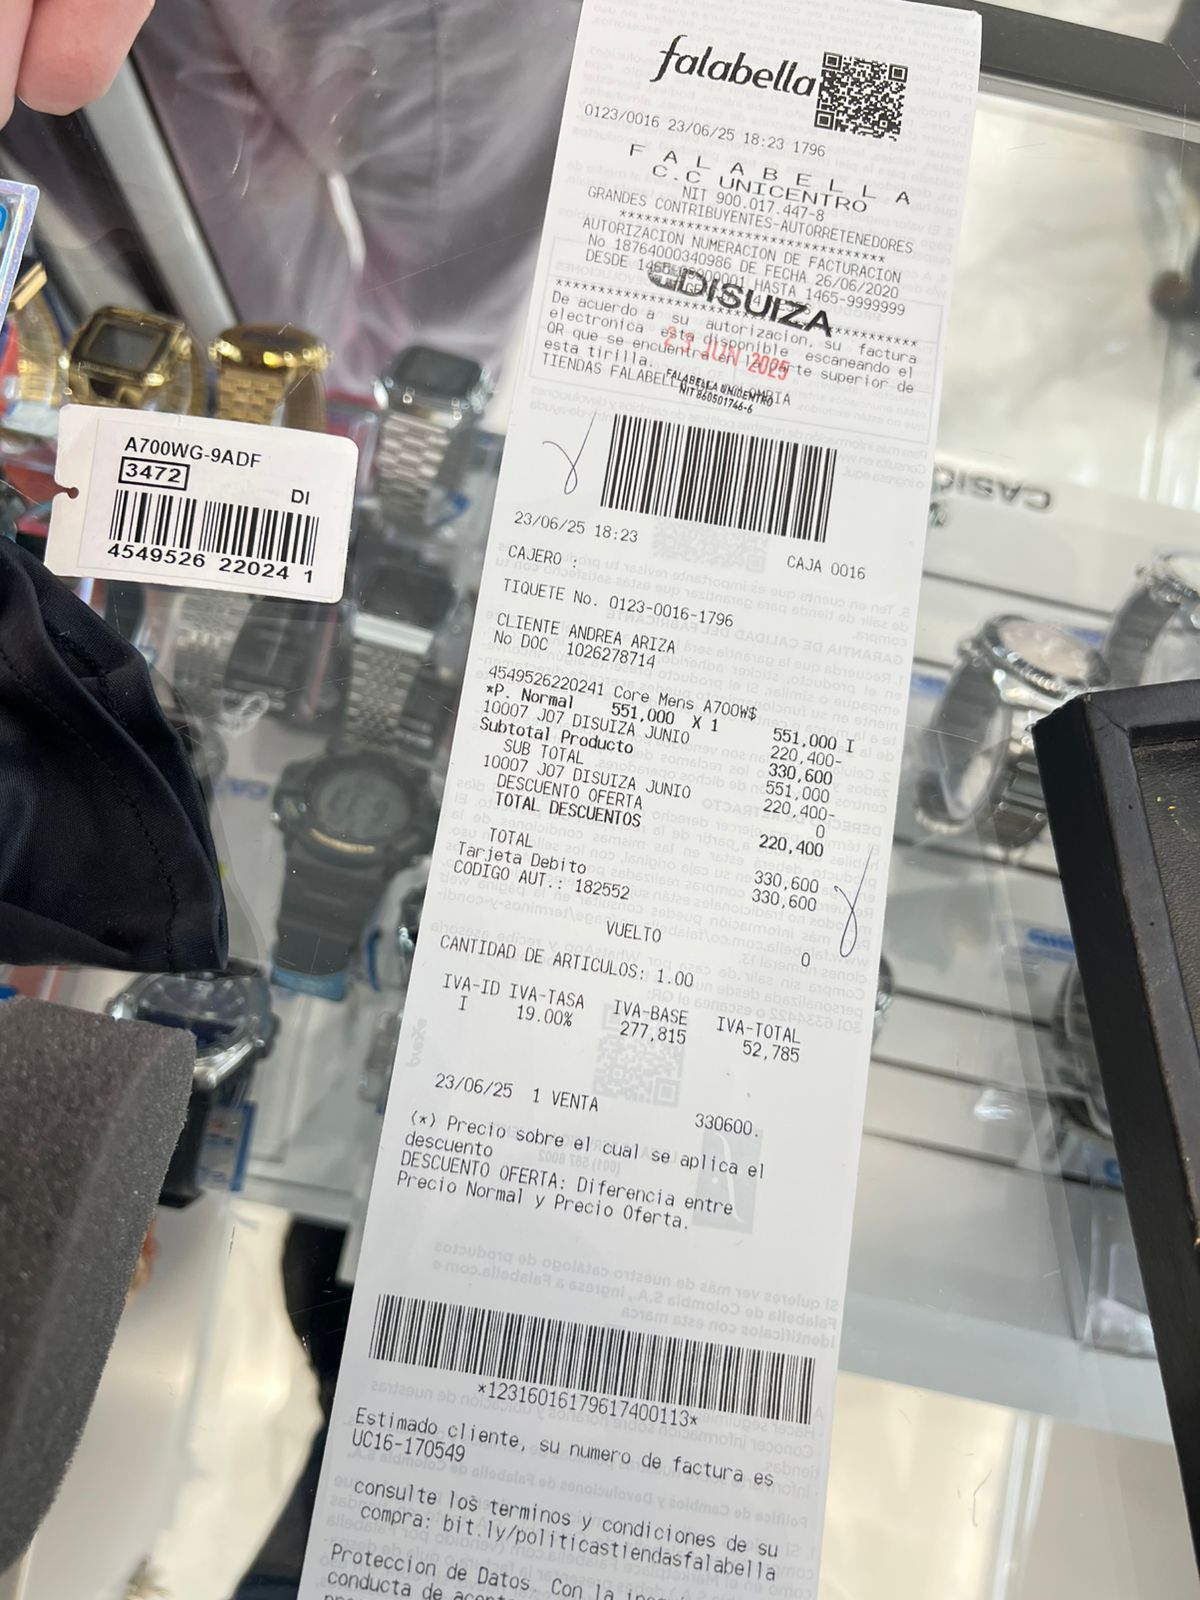 falabella
0123/0016 23/06/25 18:23 1796
F A L A B E L L A
C.C UNICENTRO
NIT 900.017.447-8
GRANDES CONTRIBUYENTES-AUTORRETENEDORES
AUTORIZACION NUMERACION DE FACTURACION
No 18764000340986 DE FECHA 26/06/2020
DESDE HASTA 1465-9999999
DISUIZA
De acuerdo a su autorizacion, su factura
electronica esta disponible escaneando el
QR que se encuentra en la parte superior de
esta tirilla.
JUN 2025
TIENDAS
FALABELLA UNICENTRO
NIT 860501746-6
A700WG-9ADF
3472
DI
4549526 22024 1
CASIO
23/06/25 18:23
CAJERO : CAJA 0016
TIQUETE No. 0123-0016-1796
CLIENTE ANDREA ARIZA
No DOC 1026278714
4549526220241 Core Mens A700W$
*P. Normal 551,000 X 1 551,000 I
10007 J07 DISUIZA JUNIO 220,400-
Subtotal Producto 330,600
SUB TOTAL 551,000
10007 J07 DISUIZA JUNIO 220,400-
DESCUENTO OFERTA 0
TOTAL DESCUENTOS 220,400
TOTAL 330,600
Tarjeta Debito 330,600
CODIGO AUT.: 182552
VUELTO 0
CANTIDAD DE ARTICULOS: 1.00
IVA-ID IVA-TASA IVA-BASE IVA-TOTAL
I 19.00% 277,815 52,785
23/06/25 1 VENTA 330600.
(*) Precio sobre el cual se aplica el
descuento
DESCUENTO OFERTA: Diferencia entre
Precio Normal y Precio Oferta.
*12316016179617400113*
Estimado cliente, su numero de factura es
UC16-170549
consulte los terminos y condiciones de su
compra: bit.ly/politicastiendasfalabella
Proteccion de Datos. Con la
conducta de